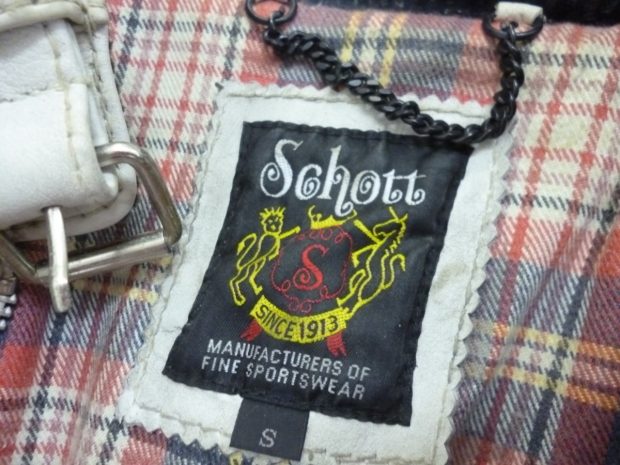 Schott
S
SINCE 1913
MANUFACTURERS OF
FINE SPORTSWEAR
S